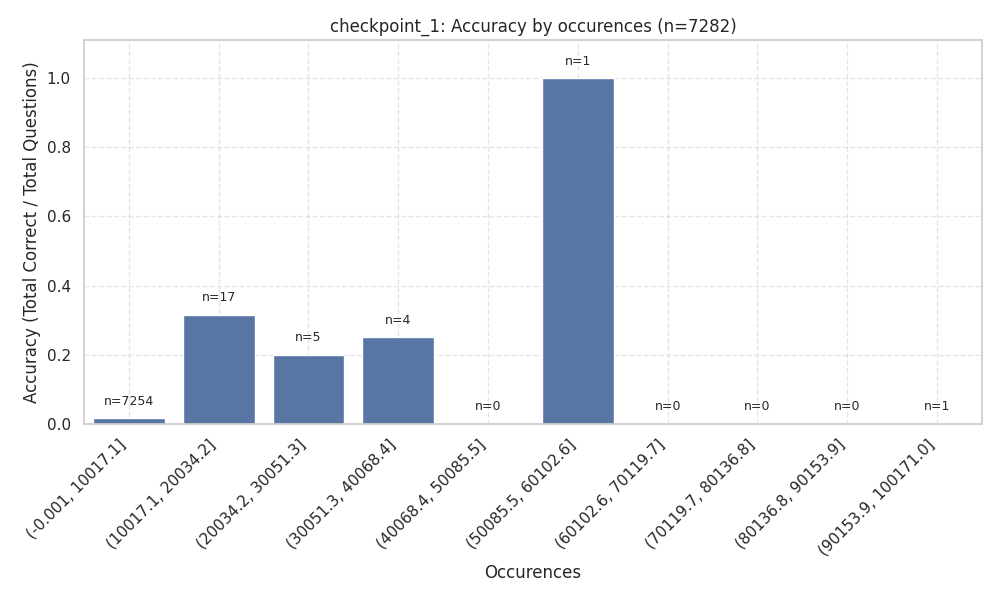 checkpoint_1: Accuracy by occurences (n=7282)
Accuracy (Total Correct / Total Questions)
1.0
0.8
0.6
0.4
0.2
0.0
n=7254
n=17
n=5
n=4
n=0
n=1
n=0
n=0
n=0
n=1
(-0.001, 10017.1]
(10017.1, 20034.2]
(20034.2, 30051.3]
(30051.3, 40068.4]
(40068.4, 50085.5]
(50085.5, 60102.6]
(60102.6, 70119.7]
(70119.7, 80136.8]
(80136.8, 90153.9]
(90153.9, 100171.0]
Occurences